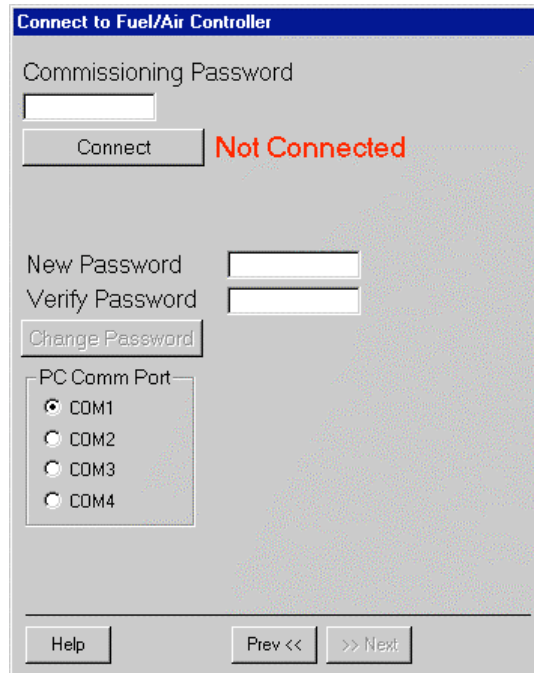 Connect to Fuel/Air Controller
Commissioning Password
Connect Not Connected
New Password
Verify Password
Change Password
PC Comm Port
COM1
COM2
COM3
COM4
Help Prev << >> Next